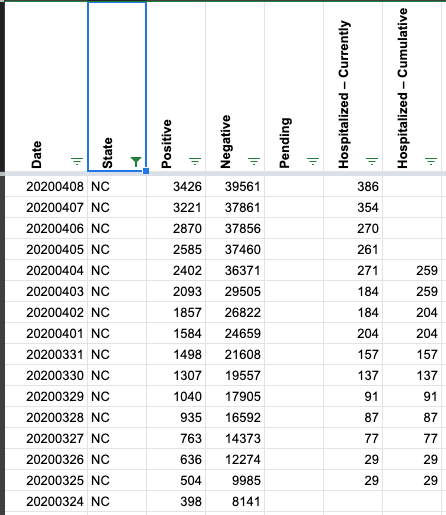 Date State Positive Negative Pending Hospitalized – Currently Hospitalized – Cumulative
20200408 NC 3426 39561 386
20200407 NC 3221 37861 354
20200406 NC 2870 37856 270
20200405 NC 2585 37460 261
20200404 NC 2402 36371 271 259
20200403 NC 2093 29505 184 259
20200402 NC 1857 26822 184 204
20200401 NC 1584 24659 204 204
20200331 NC 1498 21608 157 157
20200330 NC 1307 19557 137 137
20200329 NC 1040 17905 91 91
20200328 NC 935 16592 87 87
20200327 NC 763 14373 77 77
20200326 NC 636 12274 29 29
20200325 NC 504 9985 29 29
20200324 NC 398 8141